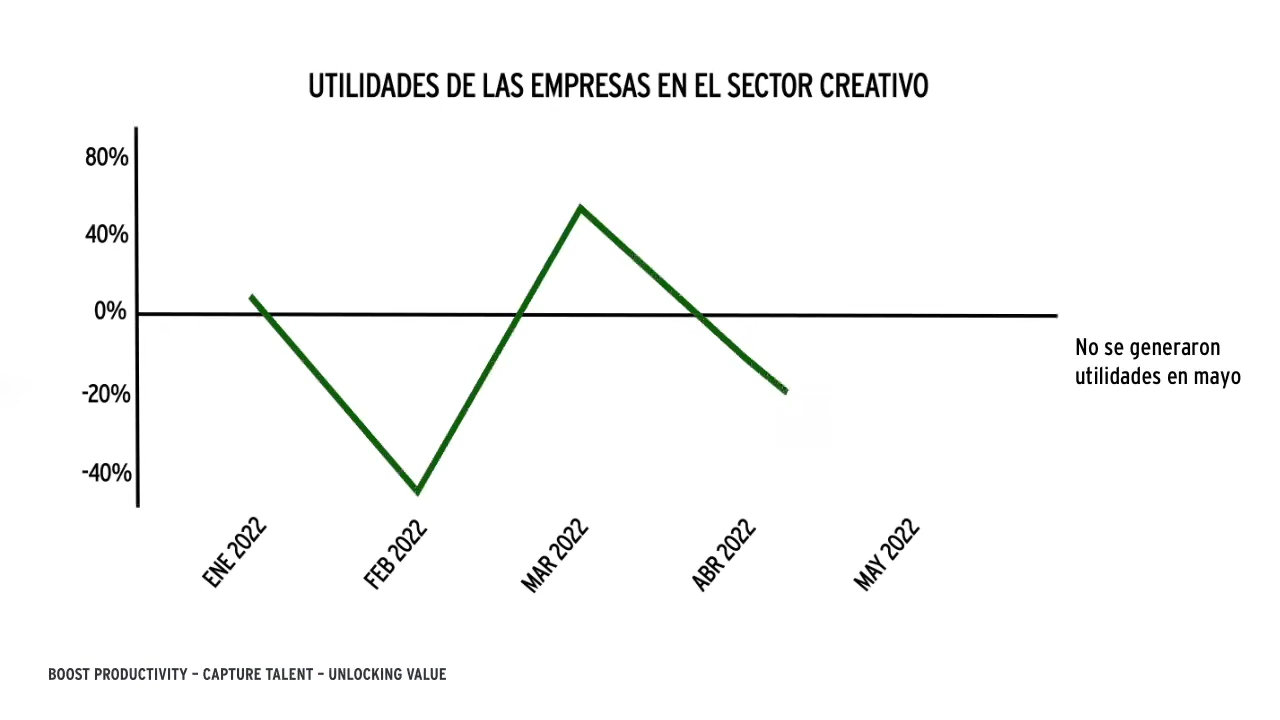 UTILIDADES DE LAS EMPRESAS EN EL SECTOR CREATIVO
80%
40%
0%
-20%
-40%
No se generaron
utilidades en mayo
ENE 2022
FEB 2022
MAR 2022
ABR 2022
MAY 2022
BOOST PRODUCTIVITY – CAPTURE TALENT – UNLOCKING VALUE